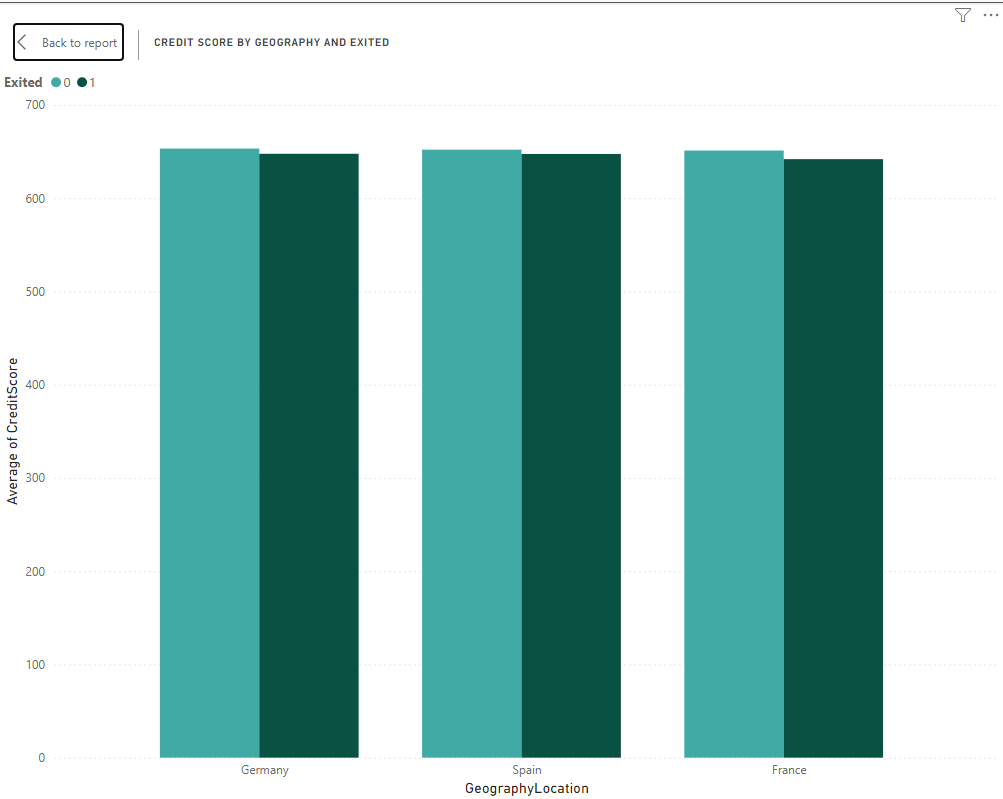 Back to report
CREDIT SCORE BY GEOGRAPHY AND EXITED
Exited 0 1
700
600
500
400
300
200
100
0
Average of CreditScore
Germany Spain France
GeographyLocation